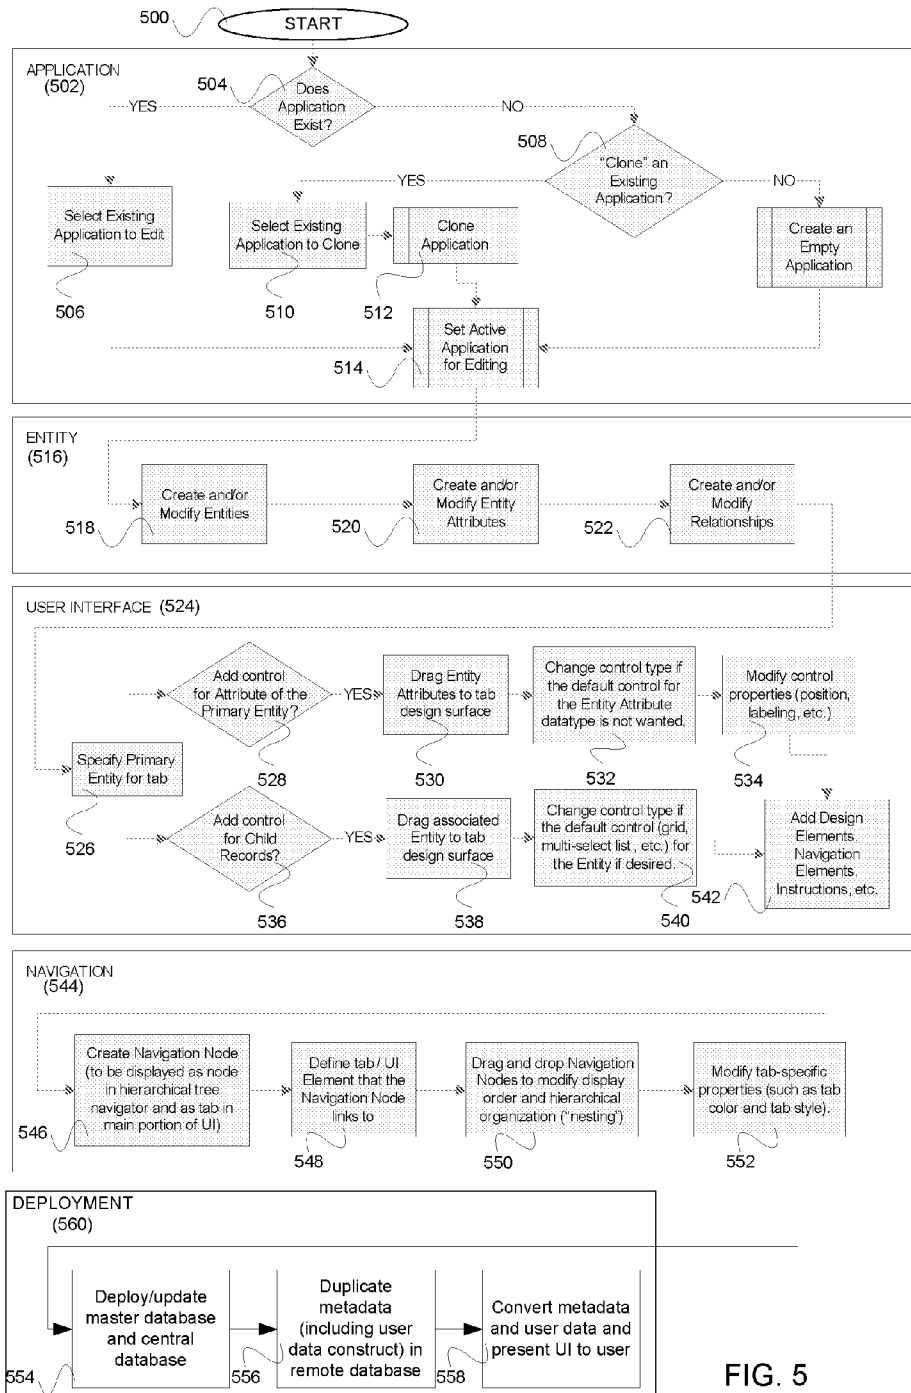 500
START
APPLICATION
(502)
504
Does
Application
Exist?
YES
NO
508
"Clone" an
Existing
Application?
YES
NO
Select Existing
Application to Edit
Select Existing
Application to Clone
Clone
Application
Create an
Empty
Application
506
510
512
Set Active
Application
for Editing
514
ENTITY
(516)
Create and/or
Modify Entities
Create and/or
Modify Entity
Attributes
Create and/or
Modify
Relationships
518
520
522
USER INTERFACE (524)
Add control
for Attribute of the
Primary Entity?
YES
Drag Entity
Attributes to tab
design surface
Change control type if
the default control for
the Entity Attribute
datatype is not wanted.
Modify control
properties (position,
labeling, etc.)
528
530
532
534
Specify Primary
Entity for tab
526
Add control
for Child
Records?
YES
Drag associated
Entity to tab
design surface
Change control type if
the default control (grid,
multi-select list, etc.) for
the Entity if desired.
Add Design
Elements,
Navigation
Elements,
Instructions, etc.
536
538
540
542
NAVIGATION
(544)
Create Navigation Node
(to be displayed as node
in hierarchical tree
navigator and as tab in
main portion of UI)
Define tab / UI
Element that the
Navigation Node
links to
Drag and drop Navigation
Nodes to modify display
order and hierarchical
organization ("nesting")
Modify tab-specific
properties (such as tab
color and tab style).
546
548
550
552
DEPLOYMENT
(560)
Deploy/update
master database
and central
database
Duplicate
metadata
(including user
data construct) in
remote database
Convert metadata
and user data and
present UI to user
554
556
558
FIG. 5